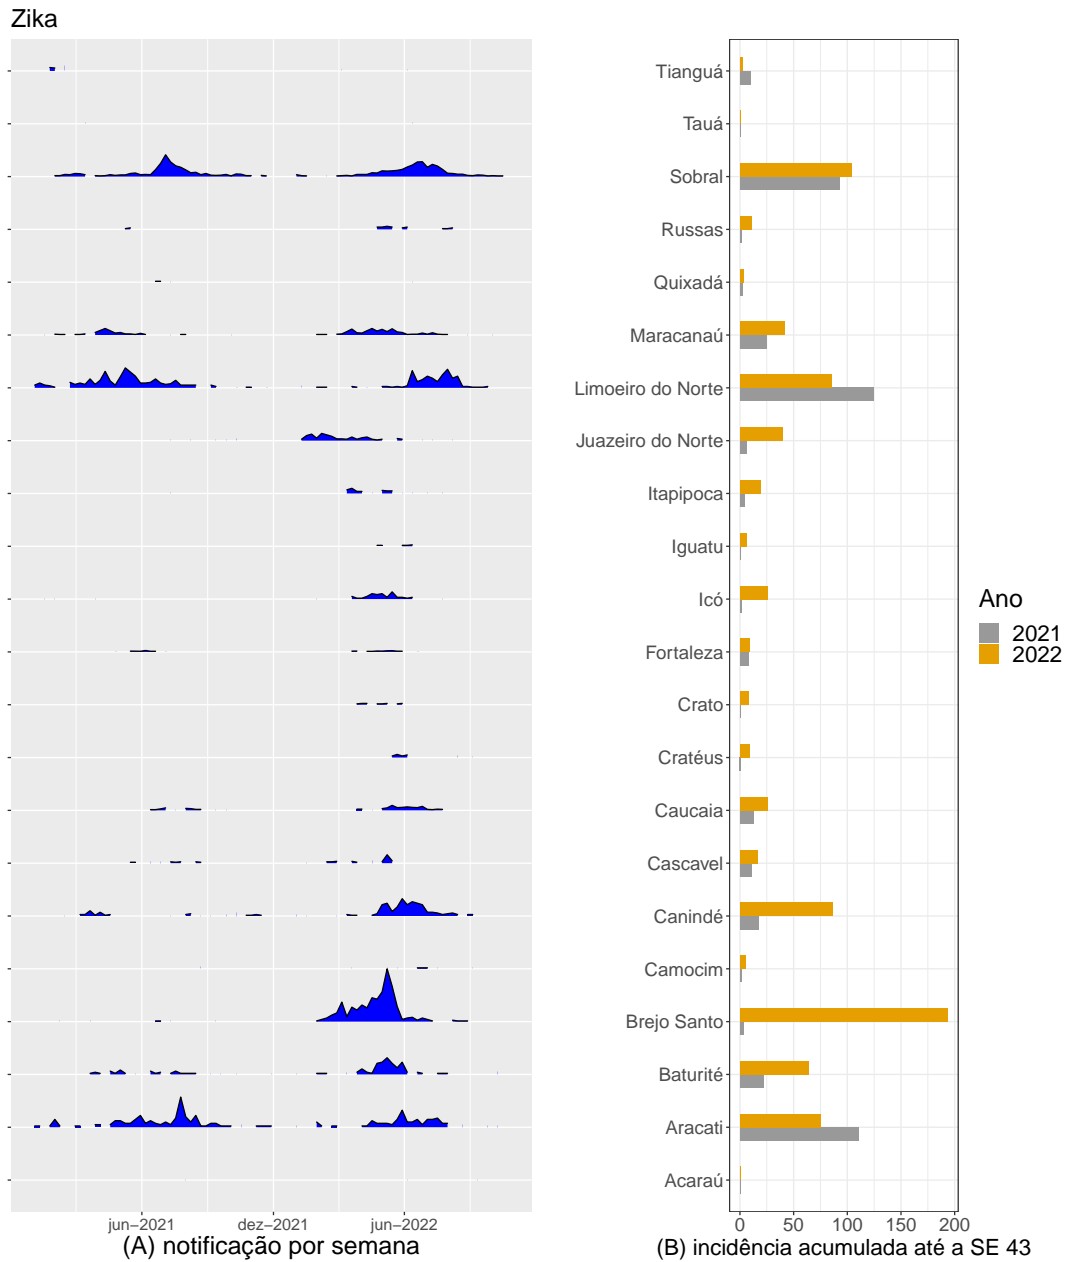 Zika
Tianguá
Tauá
Sobral
Russas
Quixadá
Maracanaú
Limoeiro do Norte
Juazeiro do Norte
Itapipoca
Iguatu
Icó
Fortaleza
Crato
Cratéus
Caucaia
Cascavel
Canindé
Camocim
Brejo Santo
Baturité
Aracati
Acaraú
Ano
2021
2022
jun–2021 dez–2021 jun–2022
(A) notificação por semana
0 50 100 150 200
(B) incidência acumulada até a SE 43